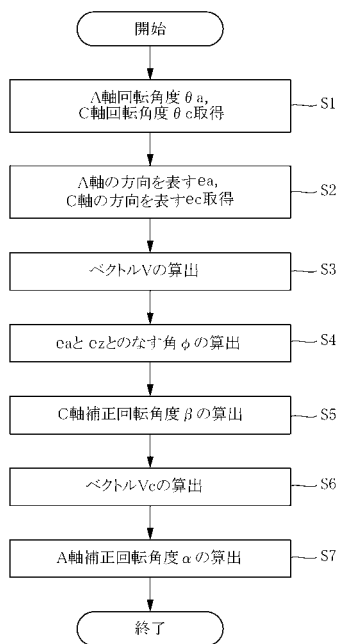 開始
A軸回転角度θa,
C軸回転角度θc取得
S1
A軸の方向を表すea,
C軸の方向を表すec取得
S2
ベクトルVの算出
S3
eaとezとのなす角φの算出
S4
C軸補正回転角度βの算出
S5
ベクトルVcの算出
S6
A軸補正回転角度αの算出
S7
終了